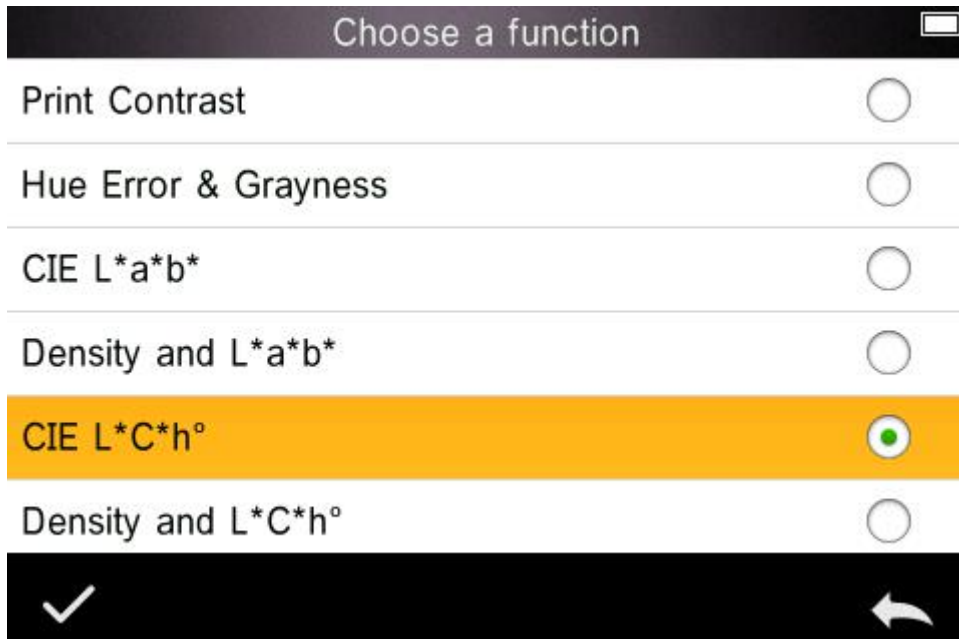 Choose a function
Print Contrast
Hue Error & Grayness
CIE L*a*b*
Density and L*a*b*
CIE L*C*h°
Density and L*C*h°